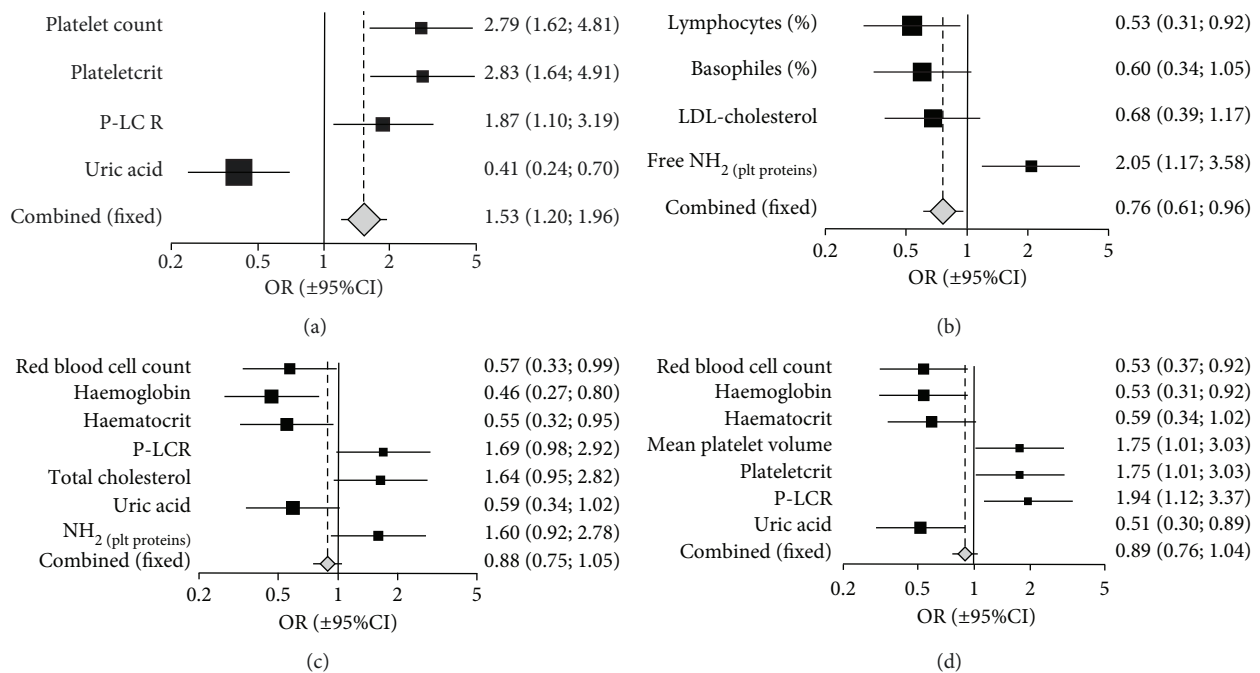 Platelet count 2.79 (1.62; 4.81)
Plateletcrit 2.83 (1.64; 4.91)
P-LC R 1.87 (1.10; 3.19)
Uric acid 0.41 (0.24; 0.70)
Combined (fixed) 1.53 (1.20; 1.96)
0.2 0.5 1 2 5
OR (±95%CI)
(a)
Lymphocytes (%) 0.53 (0.31; 0.92)
Basophiles (%) 0.60 (0.34; 1.05)
LDL-cholesterol 0.68 (0.39; 1.17)
Free NH2 (plt proteins) 2.05 (1.17; 3.58)
Combined (fixed) 0.76 (0.61; 0.96)
0.2 0.5 1 2 5
OR (±95%CI)
(b)
Red blood cell count 0.57 (0.33; 0.99)
Haemoglobin 0.46 (0.27; 0.80)
Haematocrit 0.55 (0.32; 0.95)
P-LCR 1.69 (0.98; 2.92)
Total cholesterol 1.64 (0.95; 2.82)
Uric acid 0.59 (0.34; 1.02)
NH2 (plt proteins) 1.60 (0.92; 2.78)
Combined (fixed) 0.88 (0.75; 1.05)
0.2 0.5 1 2 5
OR (±95%CI)
(c)
Red blood cell count 0.53 (0.37; 0.92)
Haemoglobin 0.53 (0.31; 0.92)
Haematocrit 0.59 (0.34; 1.02)
Mean platelet volume 1.75 (1.01; 3.03)
Plateletcrit 1.75 (1.01; 3.03)
P-LCR 1.94 (1.12; 3.37)
Uric acid 0.51 (0.30; 0.89)
Combined (fixed) 0.89 (0.76; 1.04)
0.2 0.5 1 2 5
OR (±95%CI)
(d)